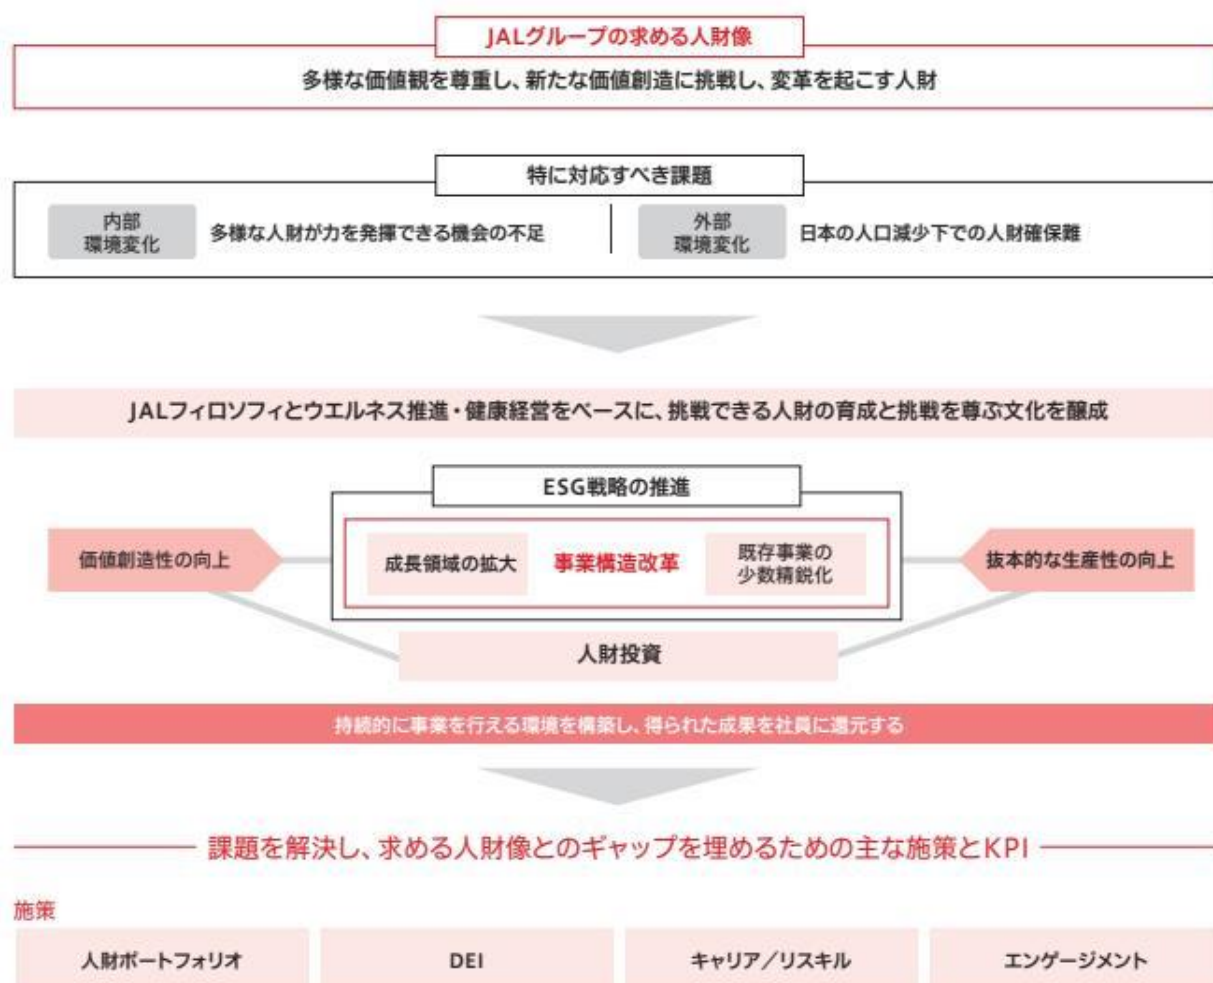 JALグループの求める人財像
多様な価値観を尊重し、新たな価値創造に挑戦し、変革を起こす人財
特に対応すべき課題
内部
環境変化
多様な人財が力を発揮できる機会の不足
外部
環境変化
日本の人口減少下での人財確保難
JALフィロソフィとウエルネス推進・健康経営をベースに、挑戦できる人財の育成と挑戦を尊ぶ文化を醸成
ESG戦略の推進
価値創造性の向上
成長領域の拡大
事業構造改革
既存事業の
少数精鋭化
抜本的な生産性の向上
人財投資
持続的に事業を行える環境を構築し、得られた成果を社員に還元する
課題を解決し、求める人財像とのギャップを埋めるための主な施策とKPI
施策
人財ポートフォリオ
DEI
キャリア／リスキル
エンゲージメント